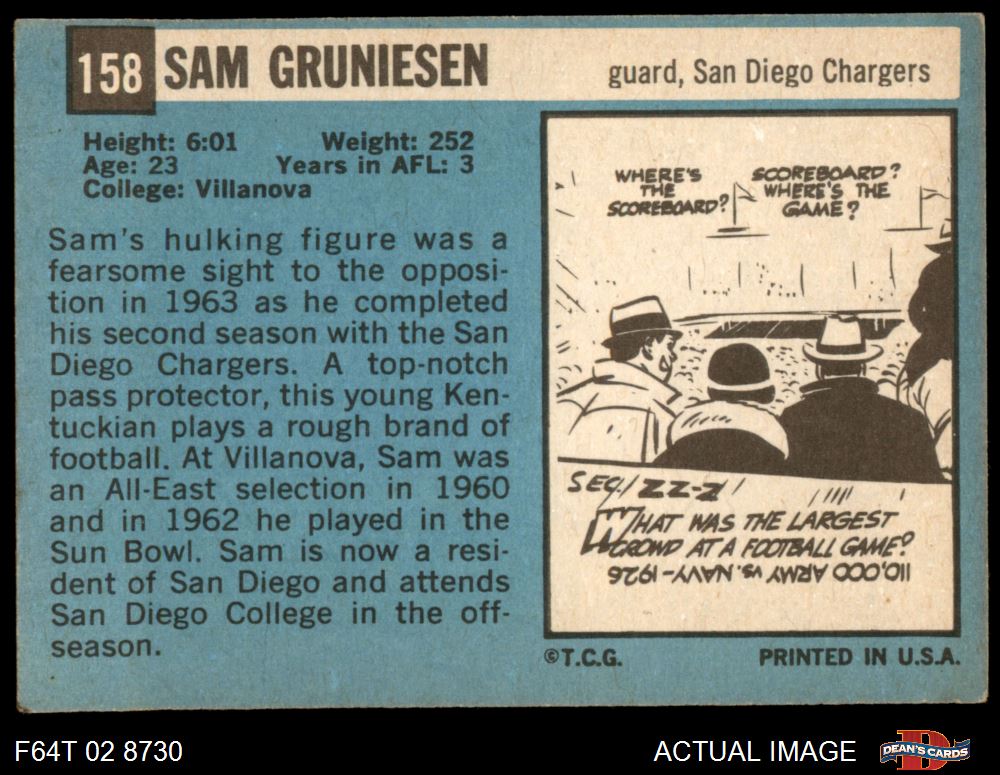 158 SAM GRUNIESEN
guard, San Diego Chargers
Height: 6:01 Weight: 252
Age: 23 Years in AFL: 3
College: Villanova
Sam's hulking figure was a
fearsome sight to the opposi-
tion in 1963 as he completed
his second season with the San
Diego Chargers. A top-notch
pass protector, this young Ken-
tuckian plays a rough brand of
football. At Villanova, Sam was
an All-East selection in 1960
and in 1962 he played in the
Sun Bowl. Sam is now a resi-
dent of San Diego and attends
San Diego College in the off-
season.
WHERE'S
THE
SCOREBOARD?
SCOREBOARD?
WHERE'S THE
GAME?
SEC. ZZ-Z
WHAT WAS THE LARGEST
CROWD AT A FOOTBALL GAME?
110,000 ARMY vs. NAVY-1926
©T.C.G.
PRINTED IN U.S.A.
F64T 02 8730
ACTUAL IMAGE
D
DEAN'S CARDS